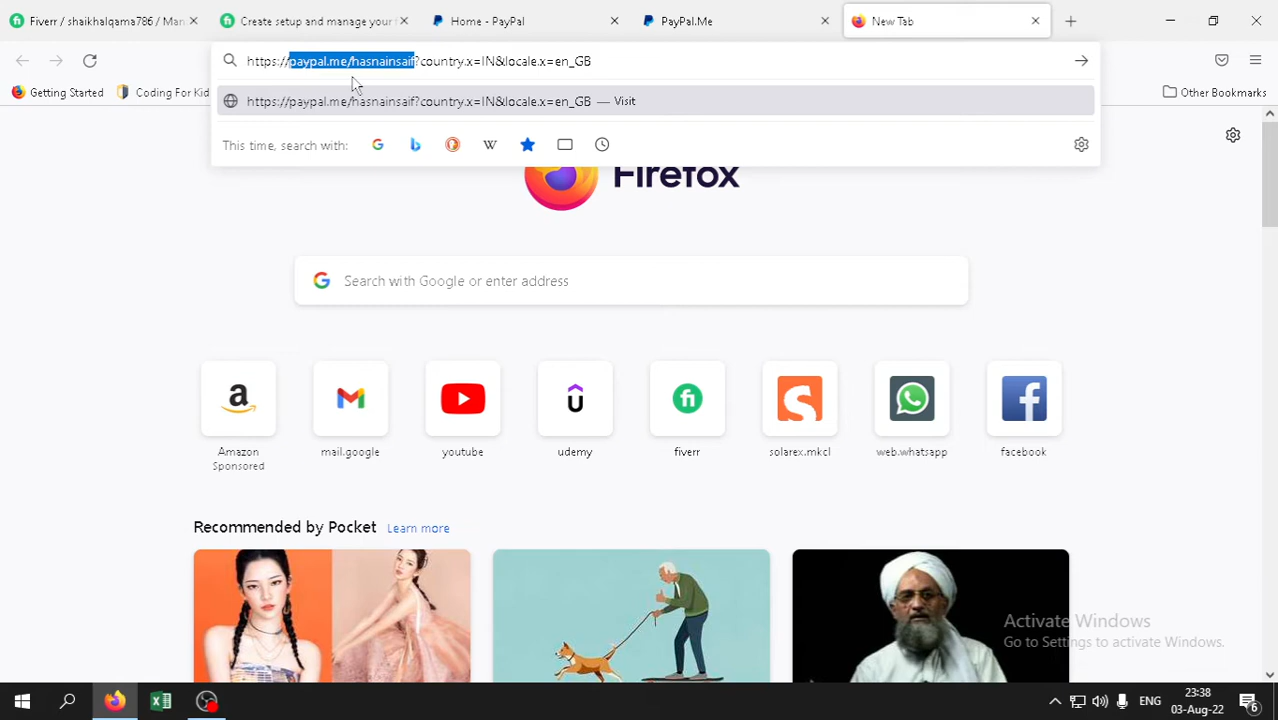 Fiverr / shaikhalqama786 / Man
Create setup and manage your f
Home - PayPal
PayPal.Me
New Tab
https://paypal.me/hasnainsaif?country.x=IN&locale.x=en_GB
https://paypal.me/hasnainsaif?country.x=IN&locale.x=en_GB — Visit
Getting Started
Coding For Kid
Other Bookmarks
This time, search with:
Firefox
Search with Google or enter address
Amazon
Sponsored
mail.google
youtube
udemy
fiverr
solarex.mkcl
web.whatsapp
facebook
Recommended by Pocket
Learn more
Activate Windows
Go to Settings to activate Windows.
ENG
23:38
03-Aug-22
6